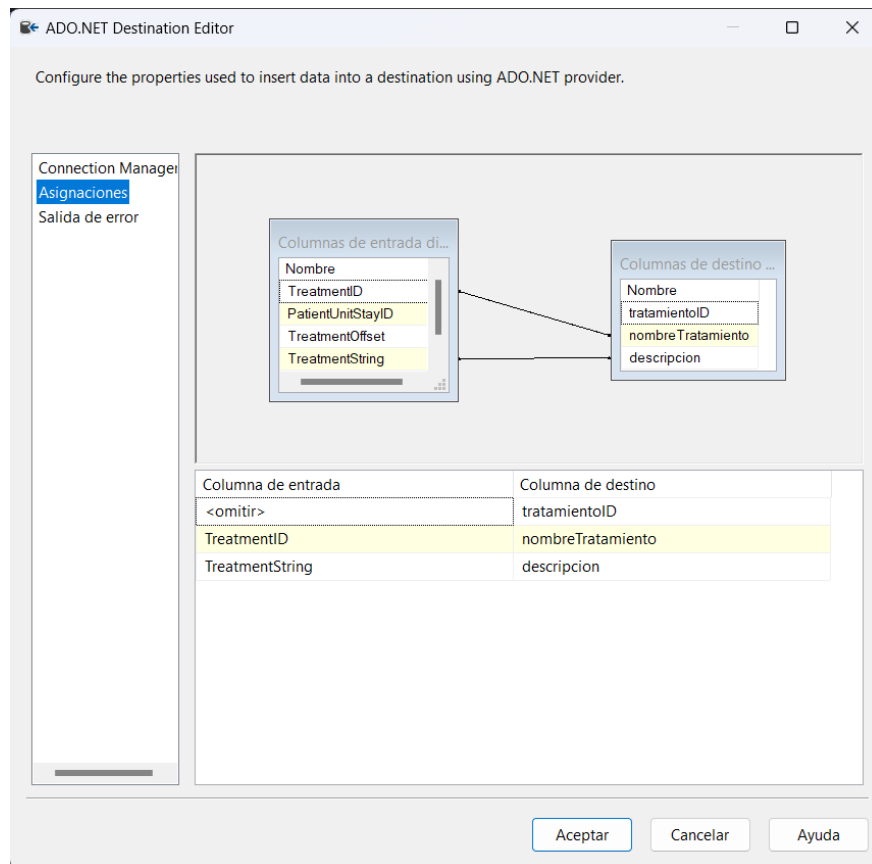 ADO.NET Destination Editor
Configure the properties used to insert data into a destination using ADO.NET provider.
Connection Manager
Asignaciones
Salida de error
Columnas de entrada di...
Nombre
TreatmentID
PatientUnitStayID
TreatmentOffset
TreatmentString
Columnas de destino ...
Nombre
tratamientoID
nombreTratamiento
descripcion
Columna de entrada Columna de destino
<omitir> tratamientoID
TreatmentID nombreTratamiento
TreatmentString descripcion
Aceptar Cancelar Ayuda